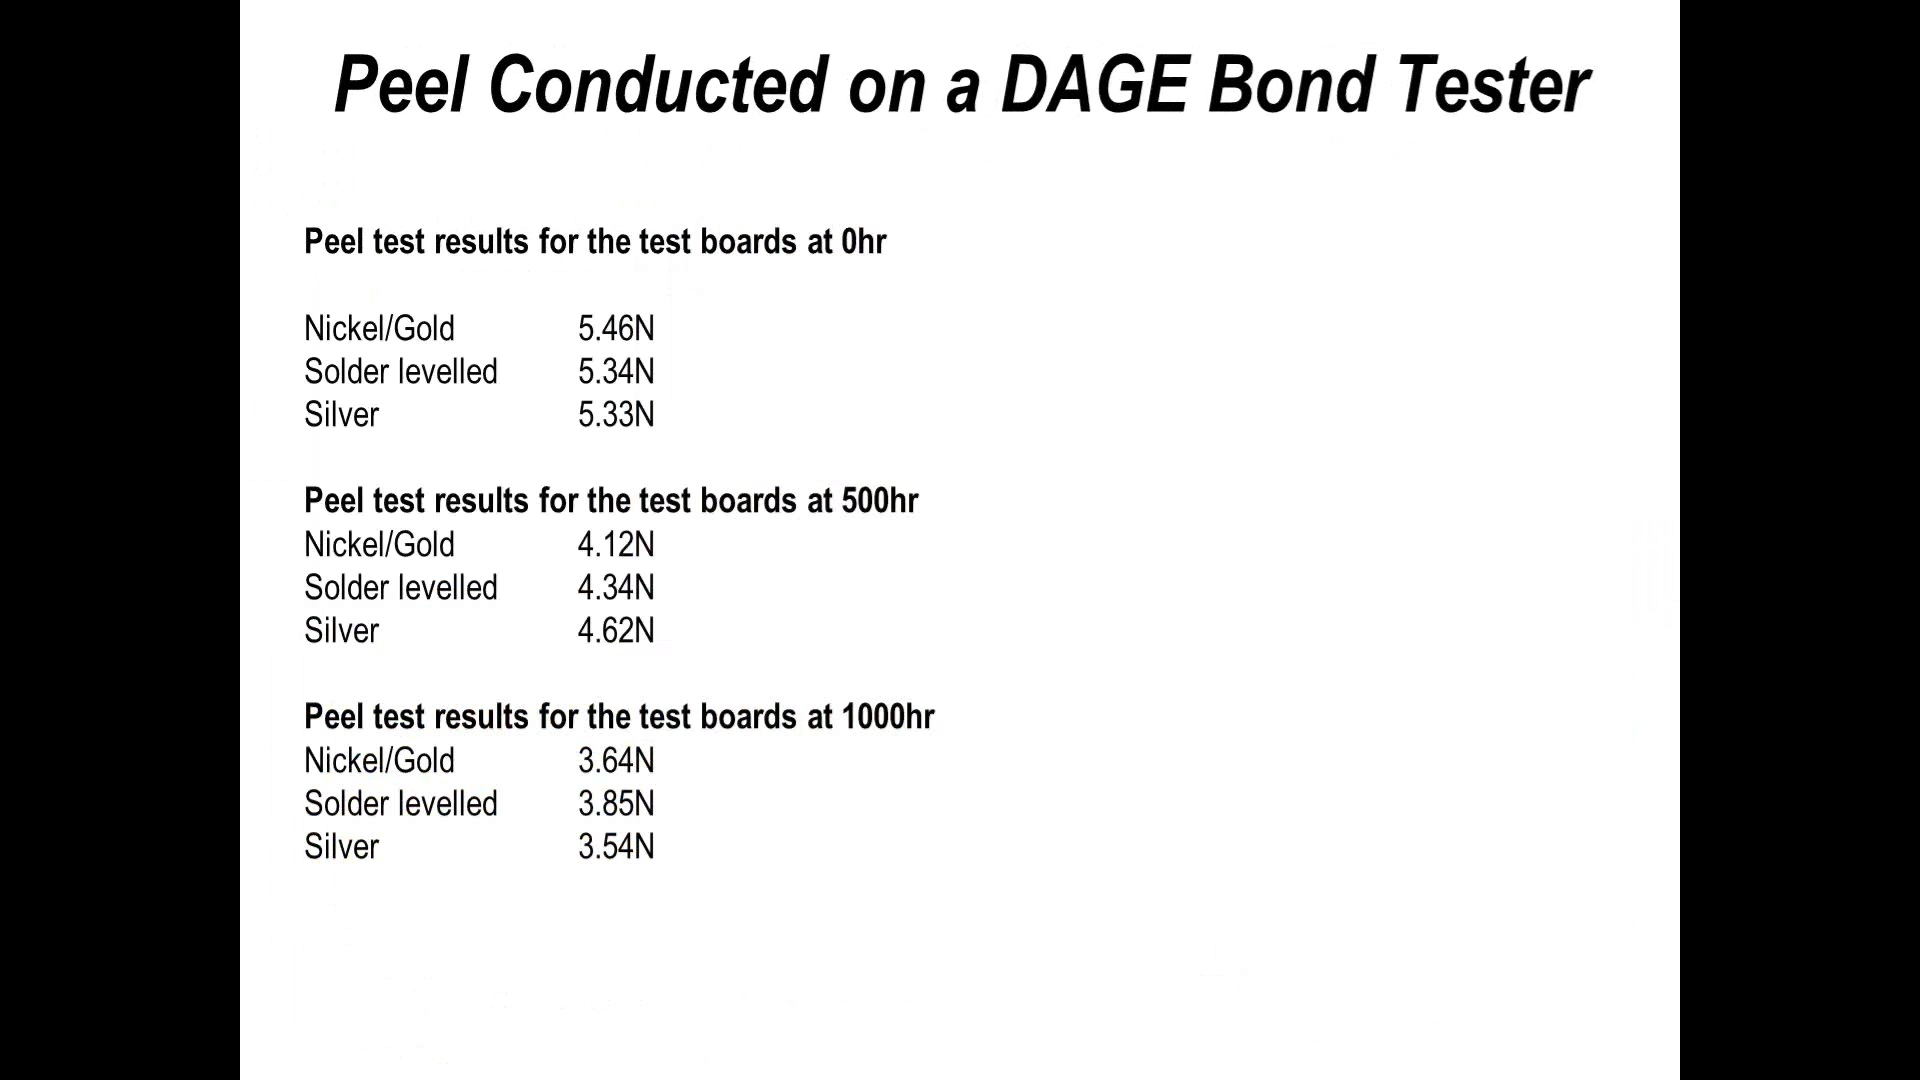 Peel Conducted on a DAGE Bond Tester
Peel test results for the test boards at 0hr
Nickel/Gold 5.46N
Solder levelled 5.34N
Silver 5.33N
Peel test results for the test boards at 500hr
Nickel/Gold 4.12N
Solder levelled 4.34N
Silver 4.62N
Peel test results for the test boards at 1000hr
Nickel/Gold 3.64N
Solder levelled 3.85N
Silver 3.54N